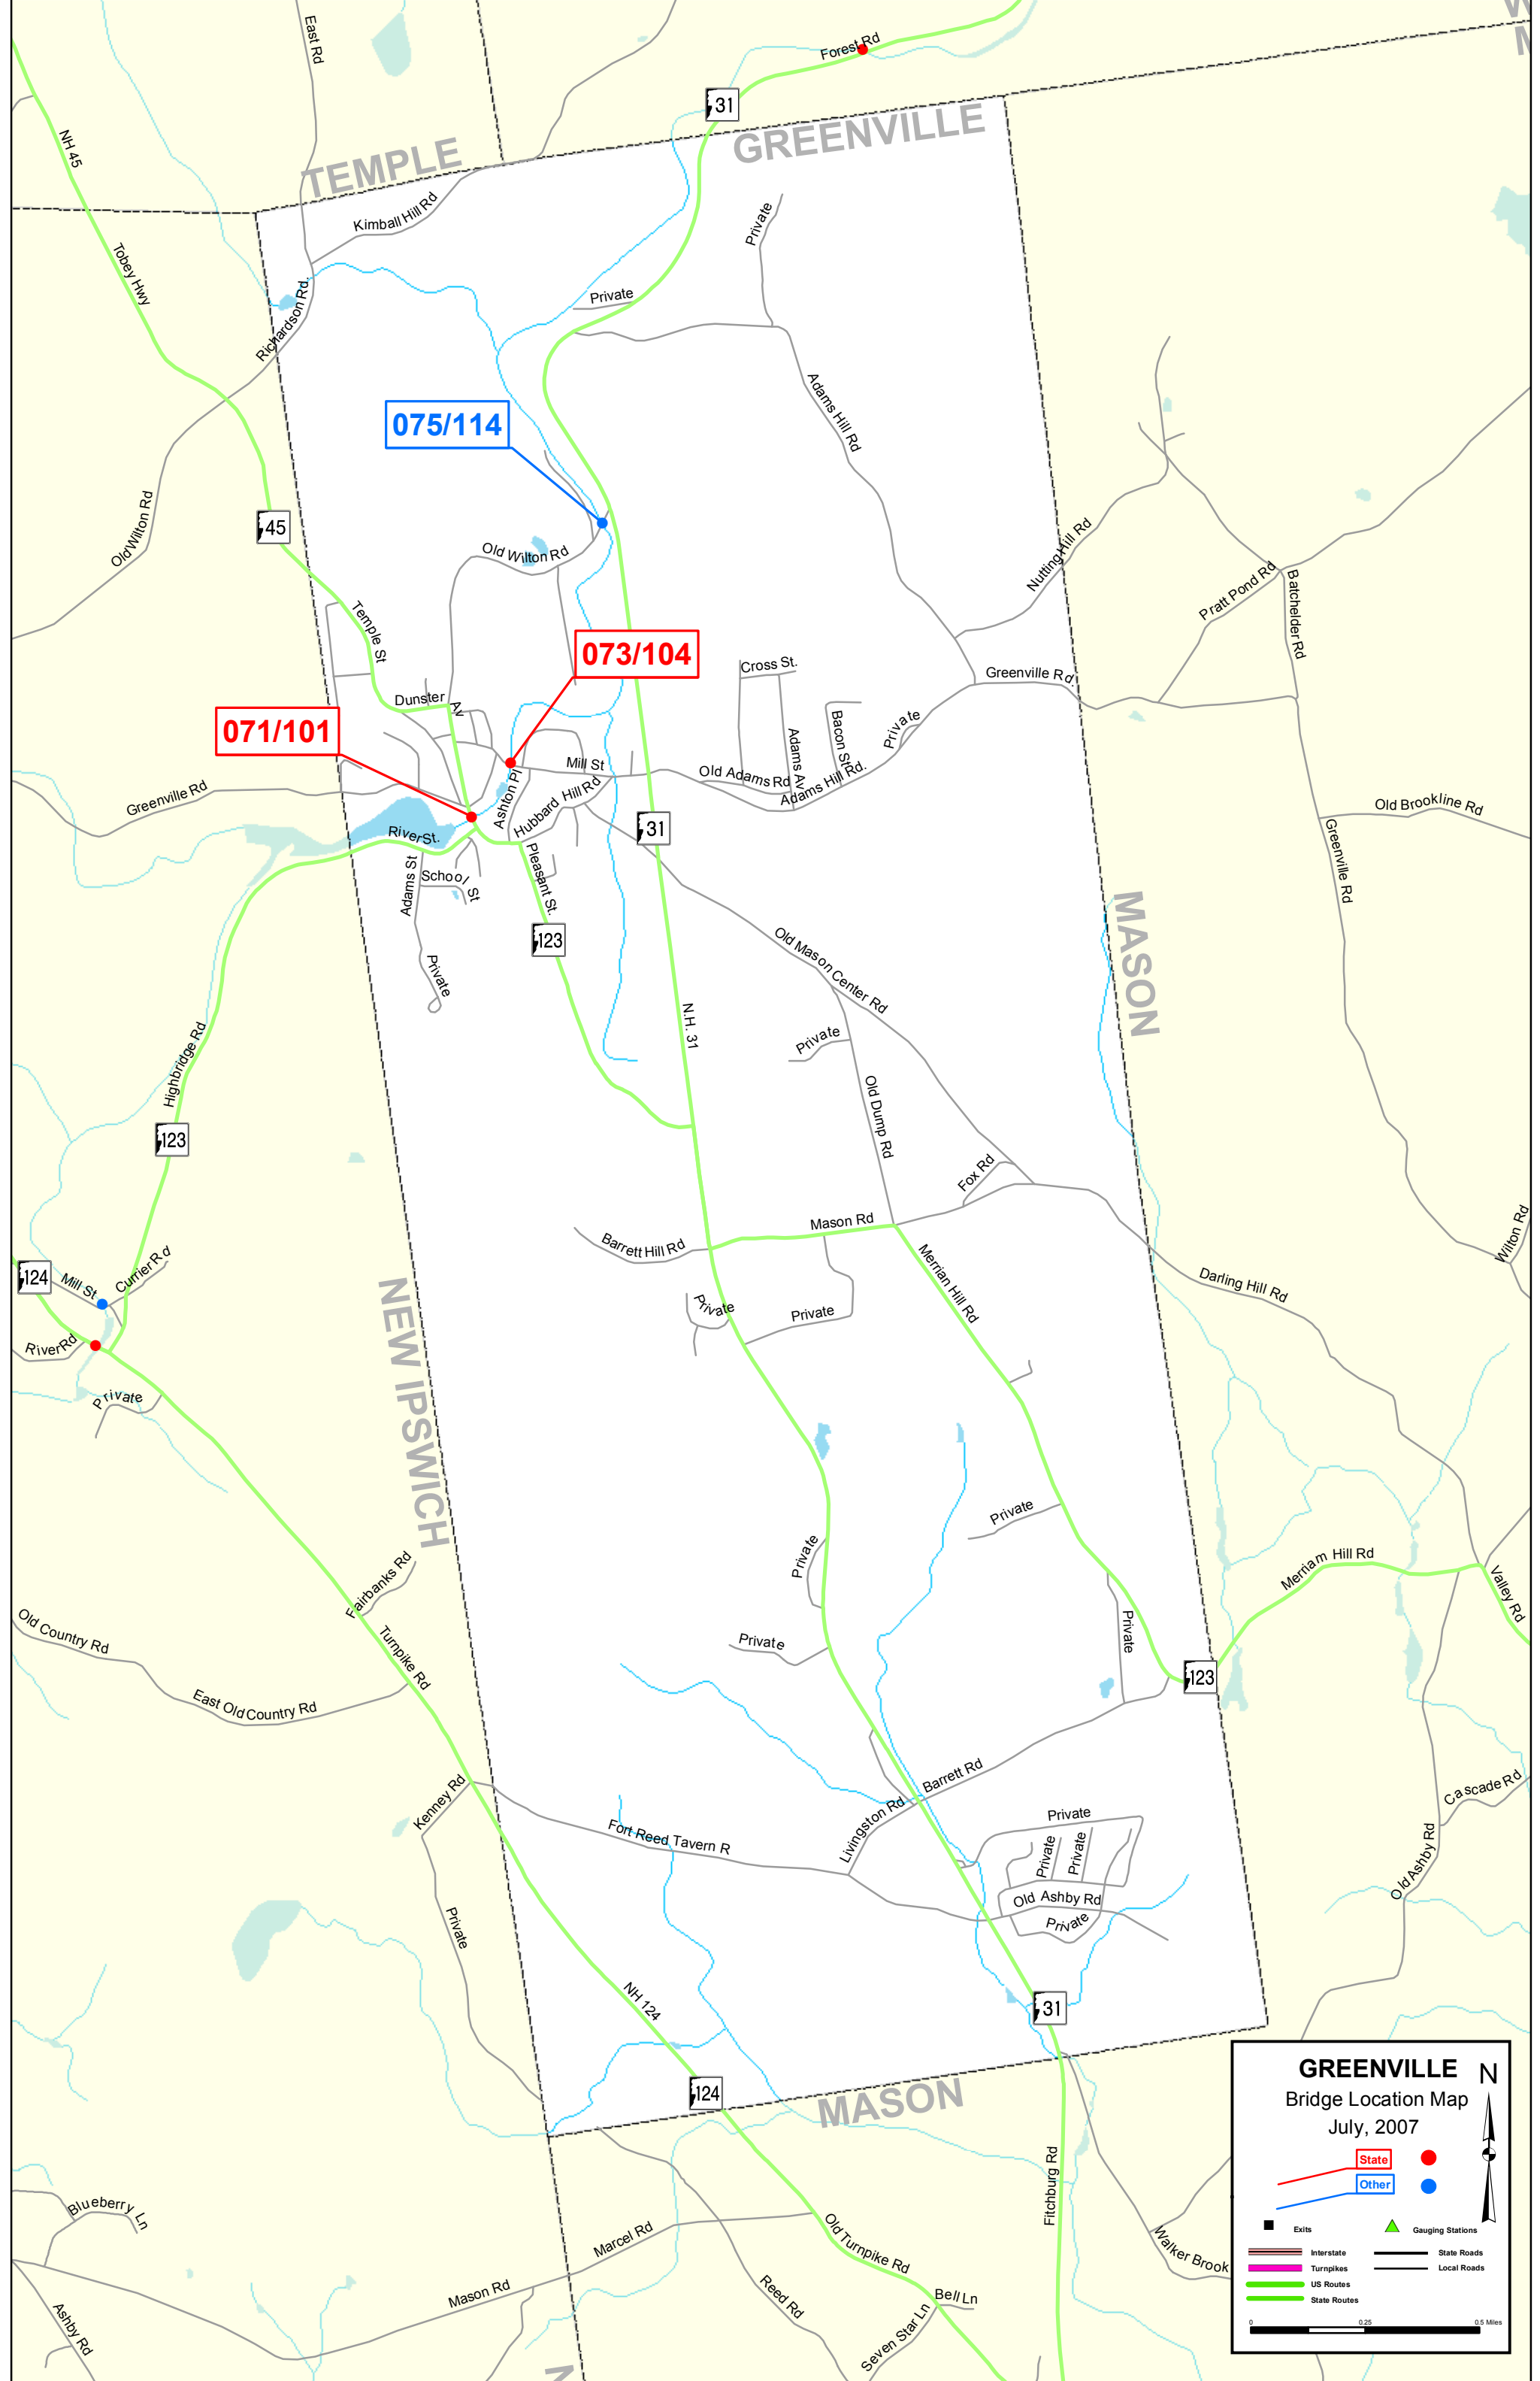 East Rd
Forest Rd
31
NH 45
TEMPLE
GREENVILLE
Kimball Hill Rd
Private
Tobey Hwy
Private
Richardson Rd.
Adams Hill Rd
075/114
Old Wilton Rd
45
Old Wilton Rd
Nutting Hill Rd
Pratt Pond Rd
Batchelder Rd
Temple St
073/104
Cross St.
Greenville Rd.
Dunster
Av
071/101
Bacon St
Private
Adams Av
Mill St
Old Adams Rd
Adams Hill Rd.
Greenville Rd
Ashton Pl
Hubbard Hill Rd
Old Brookline Rd
31
River St.
Greenville Rd
Pleasant St.
School St
Adams St
MASON
123
Old Mason Center Rd
Private
N.H. 31
Private
Highbridge Rd
Old Dump Rd
123
Fox Rd
Mason Rd
Wilton Rd
Barrett Hill Rd
124
Mill St
Currier Rd
Darling Hill Rd
Merrian Hill Rd
NEW IPSWICH
Private
Private
River Rd
Private
Private
Private
Merriam Hill Rd
Fairbanks Rd
Valley Rd
Old Country Rd
Turnpike Rd
Private
Private
123
East Old Country Rd
Barrett Rd
Kenney Rd
Cascade Rd
Livingston Rd
Private
Fort Reed Tavern R
Private
Private
Old Ashby Rd
Old Ashby Rd
Private
Private
NH 124
31
124
MASON
GREENVILLE
N
Bridge Location Map
July, 2007
State
Other
Exits
Gauging Stations
Interstate
State Roads
Turnpikes
Local Roads
US Routes
State Routes
0
0.25
0.5 Miles
Fitchburg Rd
Blueberry Ln
Marcel Rd
Old Turnpike Rd
Walker Brook
Mason Rd
Reed Rd
Bell Ln
Seven Star Ln
Ashby Rd